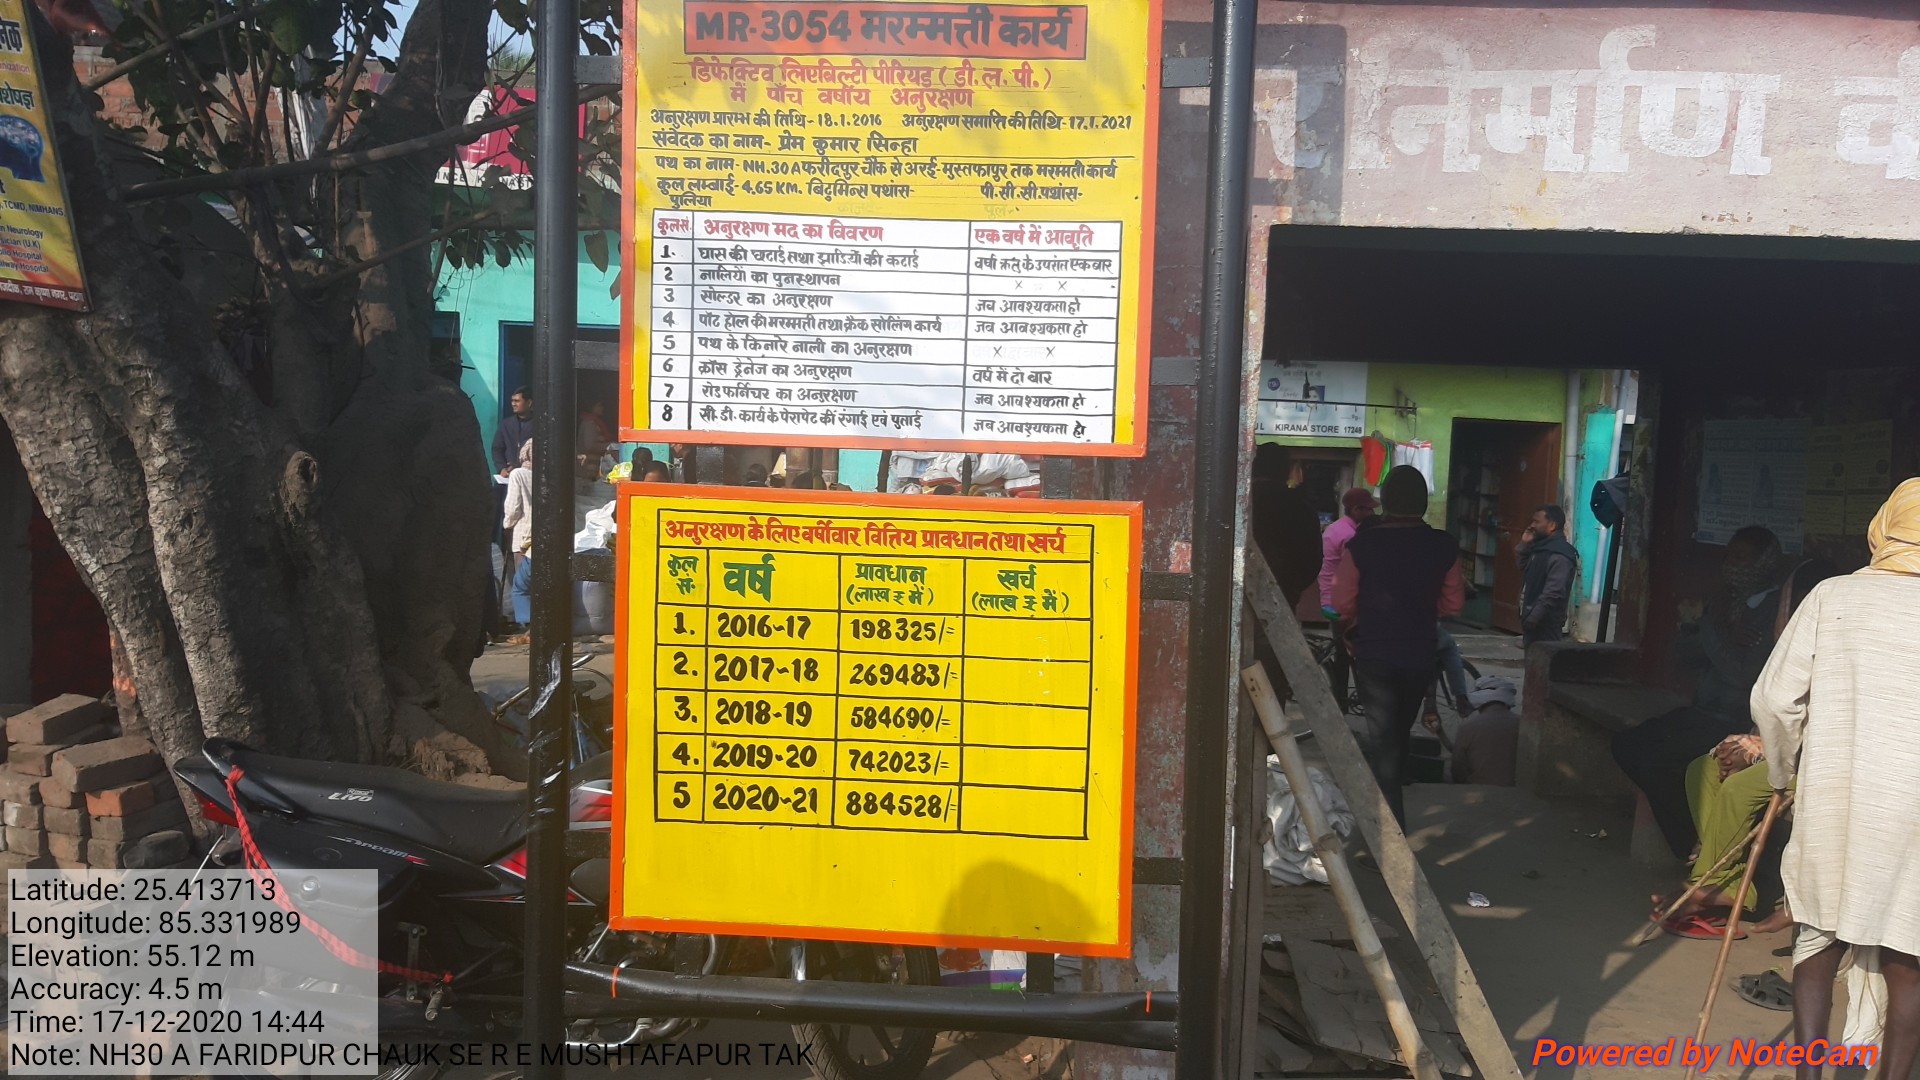 MR-3054 मरम्मत्ती कार्य
डिफेक्टिव लिएबिल्टी पीरियड (डी.ल.पी.)
में पाँच वर्षीय अनुरक्षण
अनुरक्षण प्रारम्भ की तिथि-18.1.2016 अनुरक्षण समाप्ति की तिथि-17.1.2021
संवेदक का नाम- प्रेम कुमार सिन्हा
पथ का नाम-NH.30A फरीदपुर चौक से अरई-मुस्तफापुर तक मरम्मती कार्य
कुल लम्बाई- 4.65 KM. बिटुमिन्स पथांस- पी.सी.सी.पथांस-
पुलिया
कुल सं. अनुरक्षण मद का विवरण एक वर्ष में आवृति
1. घास की छटाई तथा झाडियों की कटाई वर्षा ऋतु के उपरांत एक बार
2 नालियों का पुनस्थापन x x
3 सोल्डर का अनुरक्षण जब आवश्यकता हो
4 पॉट होल की मरम्मती तथा क्रैक सीलिंग कार्य जब आवश्यकता हो
5 पथ के किनारे नाली का अनुरक्षण x x
6 क्रॉस ड्रेनेज का अनुरक्षण वर्ष में दो बार
7 रोड फर्निचर का अनुरक्षण जब आवश्यकता हो.
8 सी.डी. कार्य के पेरापेट की रंगाई एवं पुताई जब आवश्यकता हो.
अनुरक्षण के लिए वर्षीवार वित्तिय प्रावधान तथा खर्च
कुल सं. वर्ष प्रावधान (लाख ₹ में) खर्च (लाख ₹ में)
1. 2016-17 198325/=
2. 2017-18 269483/=
3. 2018-19 584690/=
4. 2019-20 742023/=
5 2020-21 884528/=
निर्माण
KIRANA STORE 17248
TCMD, NIMHANS
Neurology
(U.K)
Hospital
Hospital
LIVO
Latitude: 25.413713
Longitude: 85.331989
Elevation: 55.12 m
Accuracy: 4.5 m
Time: 17-12-2020 14:44
Note: NH30 A FARIDPUR CHAUK SE R E MUSHTAFAPUR TAK
Powered by NoteCam